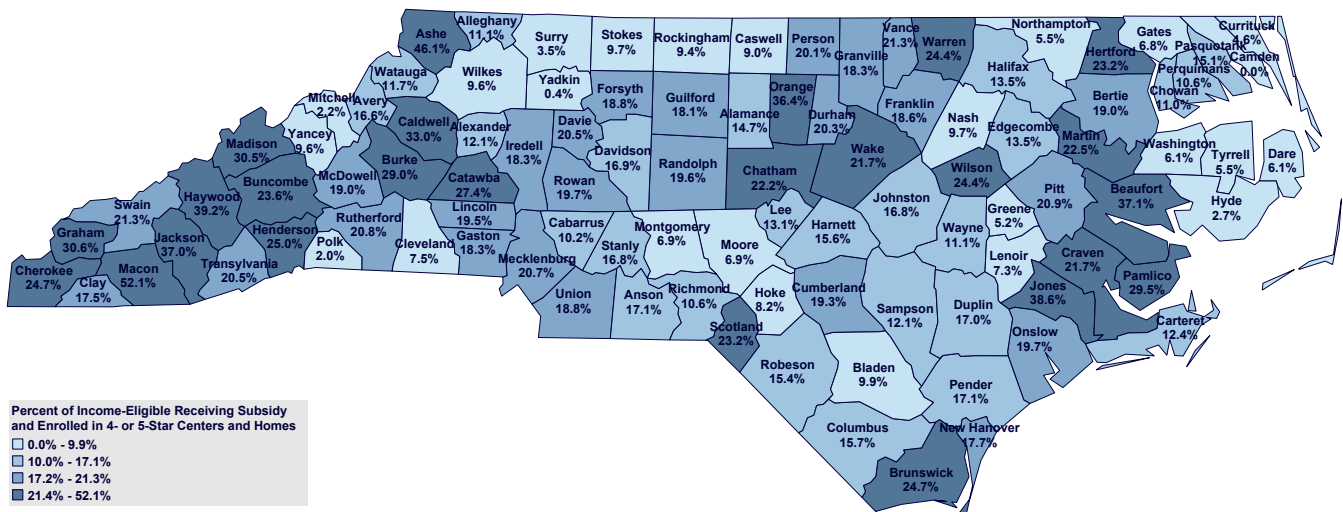 Ashe
46.1%
Alleghany
11.1%
Surry
3.5%
Stokes
9.7%
Rockingham
9.4%
Caswell
9.0%
Person
20.1%
Granville
18.3%
Vance
21.3%
Warren
24.4%
Northampton
5.5%
Hertford
23.2%
Gates
6.8%
Pasquotank
15.1%
Currituck
4.6%
Camden
0.0%
Perquimans
10.6%
Chowan
11.0%
Halifax
13.5%
Bertie
19.0%
Watauga
11.7%
Wilkes
9.6%
Yadkin
0.4%
Forsyth
18.8%
Guilford
18.1%
Alamance
14.7%
Orange
36.4%
Durham
20.3%
Franklin
18.6%
Nash
9.7%
Edgecombe
13.5%
Martin
22.5%
Washington
6.1%
Tyrrell
5.5%
Dare
6.1%
Mitchell
2.2%
Avery
16.6%
Yancey
9.6%
Caldwell
33.0%
Alexander
12.1%
Iredell
18.3%
Davie
20.5%
Davidson
16.9%
Randolph
19.6%
Chatham
22.2%
Wake
21.7%
Wilson
24.4%
Pitt
20.9%
Beaufort
37.1%
Hyde
2.7%
Madison
30.5%
Buncombe
23.6%
McDowell
19.0%
Burke
29.0%
Catawba
27.4%
Rowan
19.7%
Johnston
16.8%
Greene
5.2%
Wayne
11.1%
Lenoir
7.3%
Craven
21.7%
Pamlico
29.5%
Jones
38.6%
Haywood
39.2%
Swain
21.3%
Graham
30.6%
Jackson
37.0%
Henderson
25.0%
Rutherford
20.8%
Polk
2.0%
Cleveland
7.5%
Lincoln
19.5%
Gaston
18.3%
Mecklenburg
20.7%
Cabarrus
10.2%
Stanly
16.8%
Montgomery
6.9%
Moore
6.9%
Lee
13.1%
Harnett
15.6%
Cherokee
24.7%
Clay
17.5%
Macon
52.1%
Transylvania
20.5%
Union
18.8%
Anson
17.1%
Richmond
10.6%
Hoke
8.2%
Cumberland
19.3%
Sampson
12.1%
Duplin
17.0%
Onslow
19.7%
Carteret
12.4%
Scotland
23.2%
Robeson
15.4%
Bladen
9.9%
Pender
17.1%
Columbus
15.7%
New Hanover
17.7%
Brunswick
24.7%
Percent of Income-Eligible Receiving Subsidy
and Enrolled in 4- or 5-Star Centers and Homes
0.0% - 9.9%
10.0% - 17.1%
17.2% - 21.3%
21.4% - 52.1%